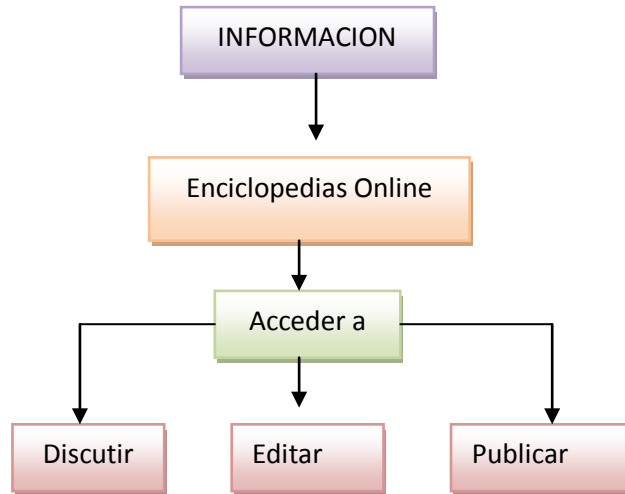 INFORMACION
Enciclopedias Online
Acceder a
Discutir
Editar
Publicar